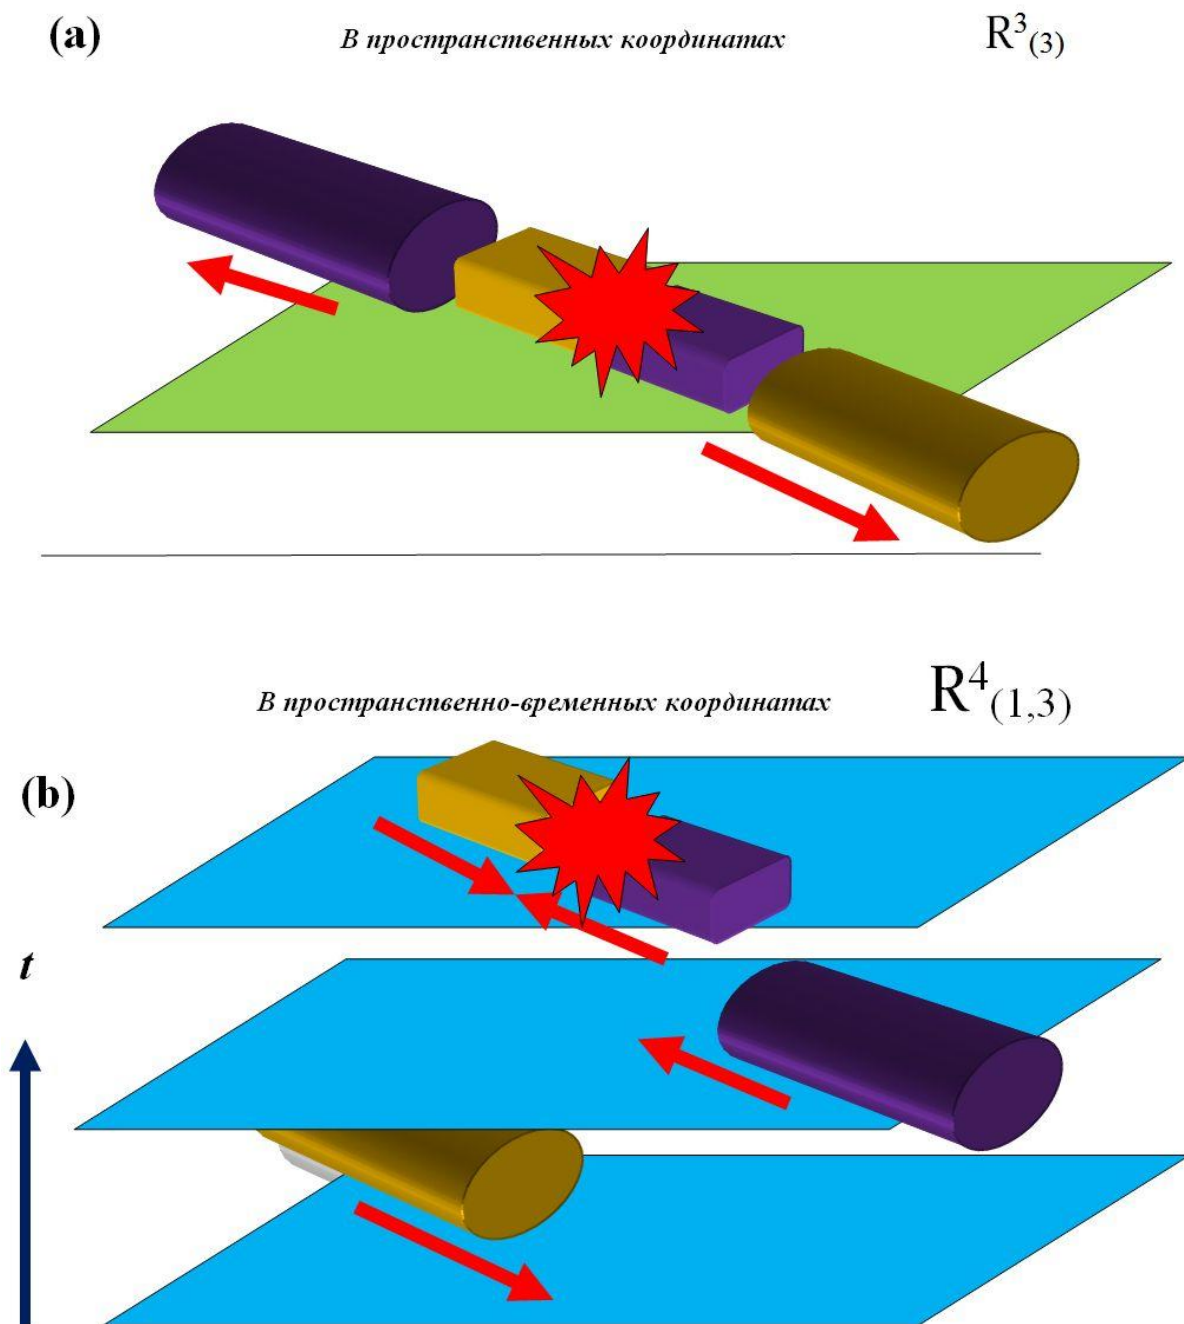 (a) В пространственных координатах R³₍₃₎
В пространственно-временных координатах R⁴₍₁,₃₎
(b)
t